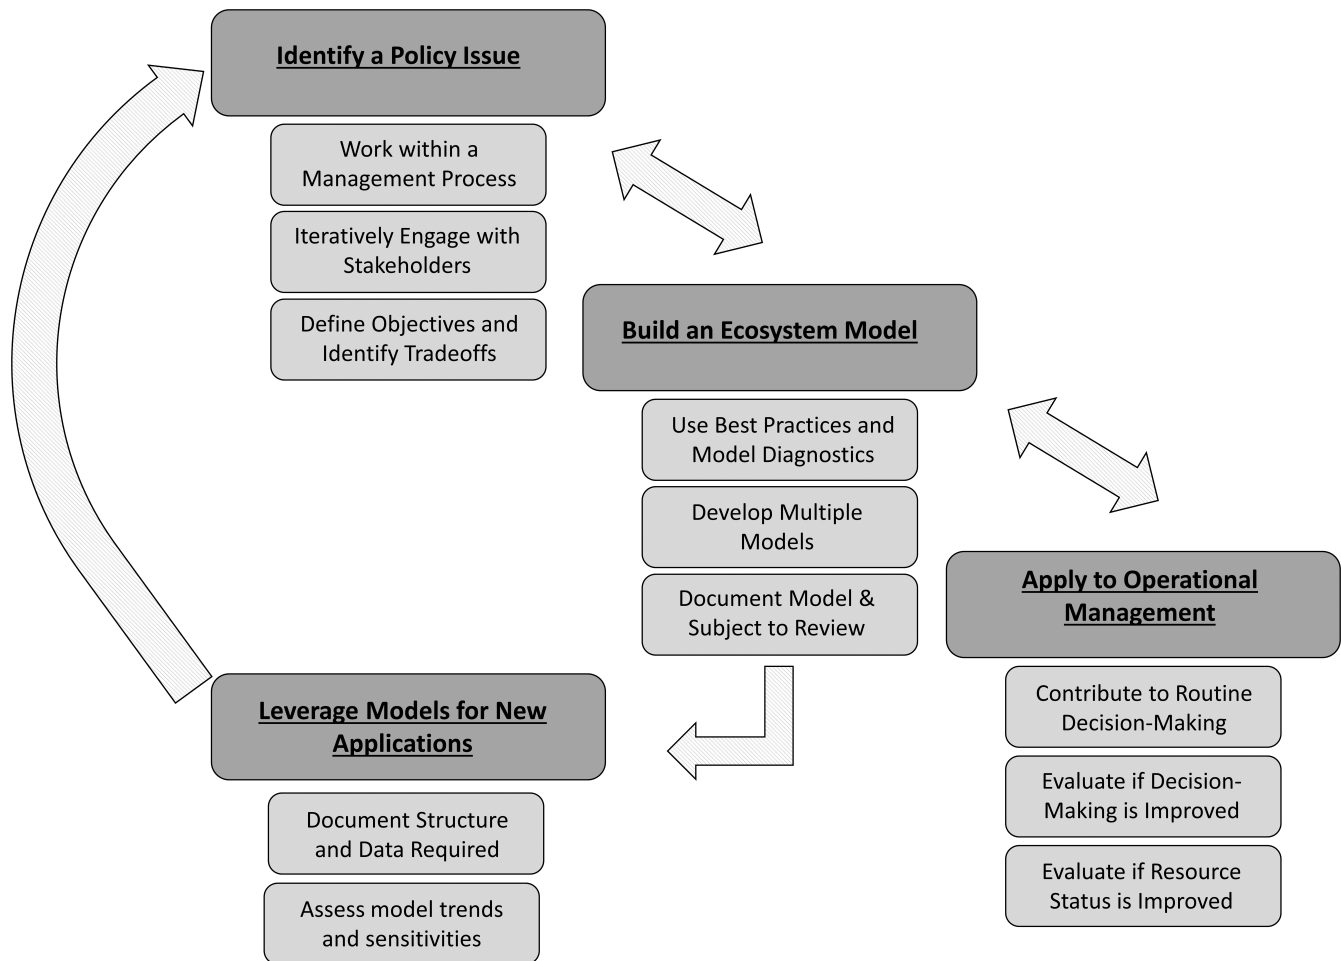 Identify a Policy Issue
Work within a
Management Process
Iteratively Engage with
Stakeholders
Define Objectives and
Identify Tradeoffs
Build an Ecosystem Model
Use Best Practices and
Model Diagnostics
Develop Multiple
Models
Document Model &
Subject to Review
Apply to Operational
Management
Contribute to Routine
Decision-Making
Evaluate if Decision-
Making is Improved
Evaluate if Resource
Status is Improved
Leverage Models for New
Applications
Document Structure
and Data Required
Assess model trends
and sensitivities